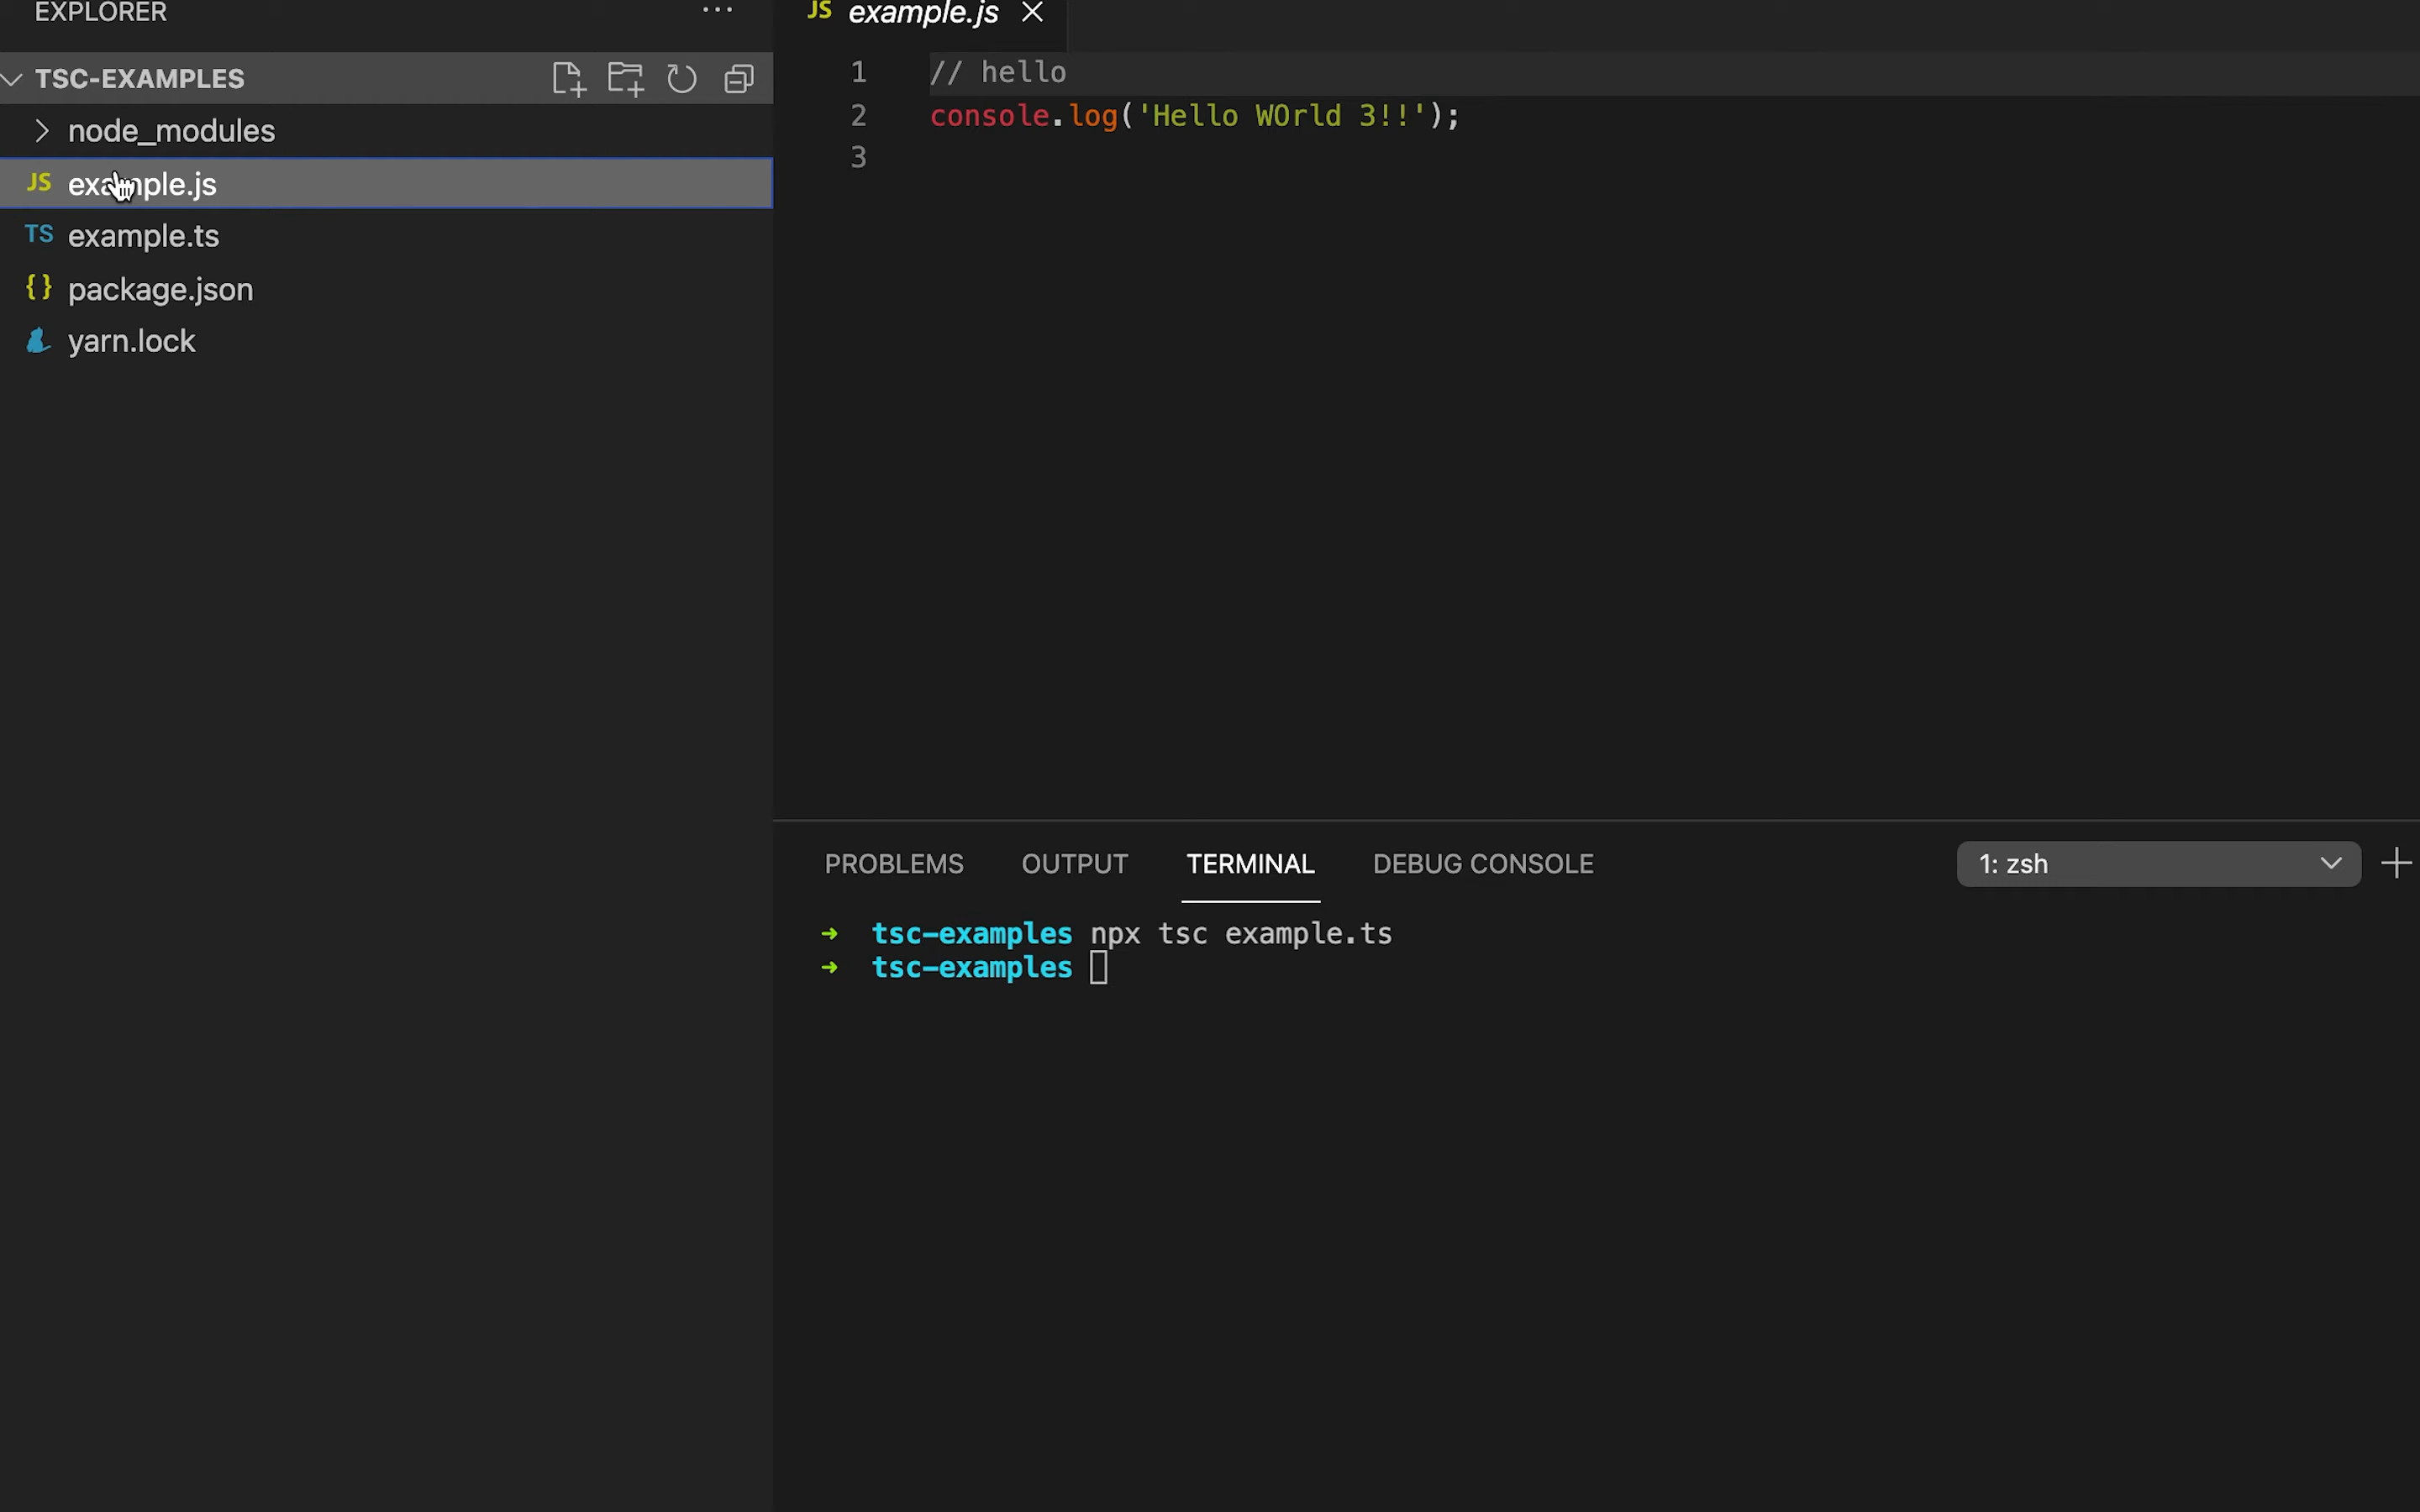 EXPLORER
TSC-EXAMPLES
node_modules
JS example.js
TS example.ts
{} package.json
yarn.lock
JS example.js
1 // hello
2 console.log('Hello WOrld 3!!');
3
PROBLEMS OUTPUT TERMINAL DEBUG CONSOLE 1: zsh
➜ tsc-examples npx tsc example.ts
➜ tsc-examples